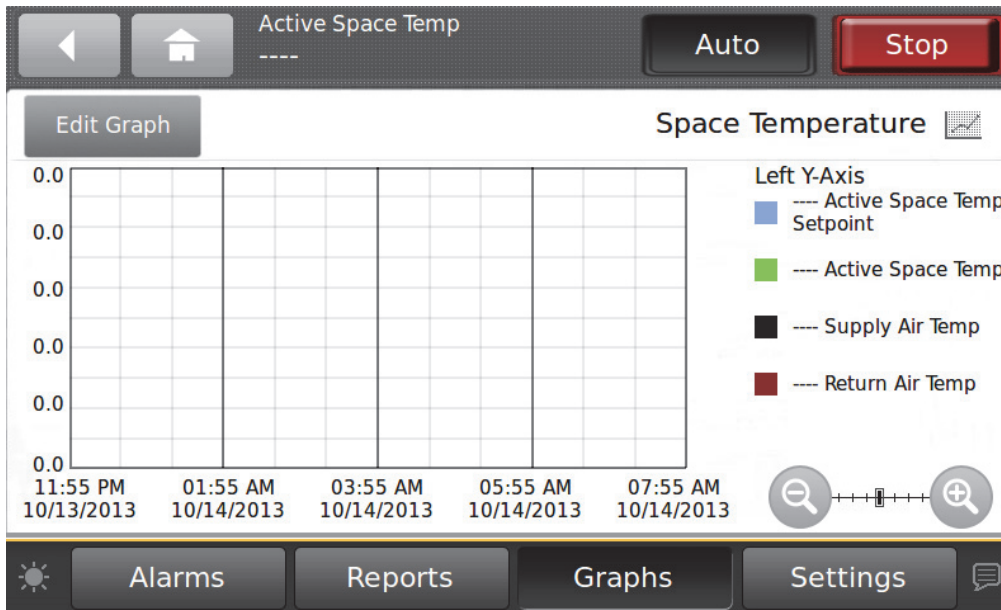 Active Space Temp
----
Auto
Stop
Edit Graph
Space Temperature
0.0
0.0
0.0
0.0
0.0
0.0
11:55 PM 01:55 AM 03:55 AM 05:55 AM 07:55 AM
10/13/2013 10/14/2013 10/14/2013 10/14/2013 10/14/2013
Left Y-Axis
---- Active Space Temp
Setpoint
---- Active Space Temp
---- Supply Air Temp
---- Return Air Temp
Alarms
Reports
Graphs
Settings